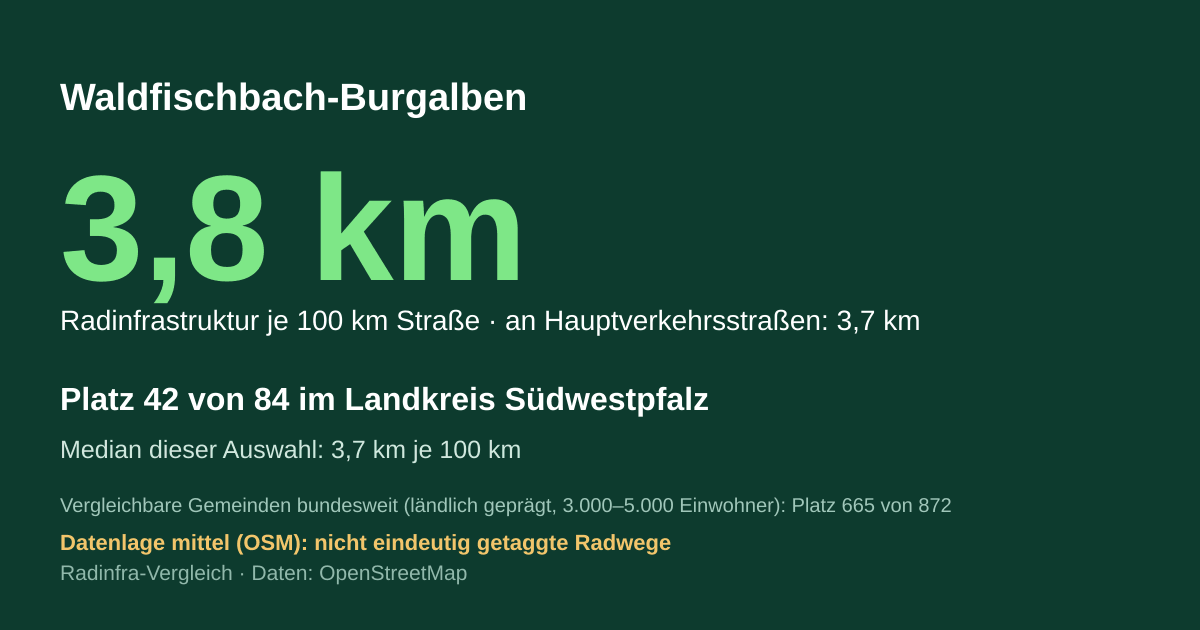 Waldfischbach-Burgalben
3,8 km
Radinfrastruktur je 100 km Straße · an Hauptverkehrsstraßen: 3,7 km
Platz 42 von 84 im Landkreis Südwestpfalz
Median dieser Auswahl: 3,7 km je 100 km
Vergleichbare Gemeinden bundesweit (ländlich geprägt, 3.000–5.000 Einwohner): Platz 665 von 872
Datenlage mittel (OSM): nicht eindeutig getaggte Radwege
Radinfra-Vergleich · Daten: OpenStreetMap